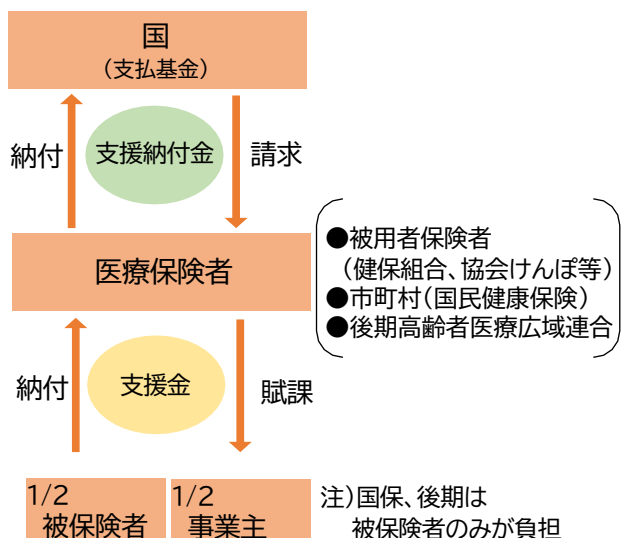 国
（支払基金）
納付
支援納付金
請求
医療保険者
●被用者保険者
（健保組合、協会けんぽ等）
●市町村（国民健康保険）
●後期高齢者医療広域連合
納付
支援金
賦課
1/2
被保険者
1/2
事業主
注）国保、後期は
被保険者のみが負担